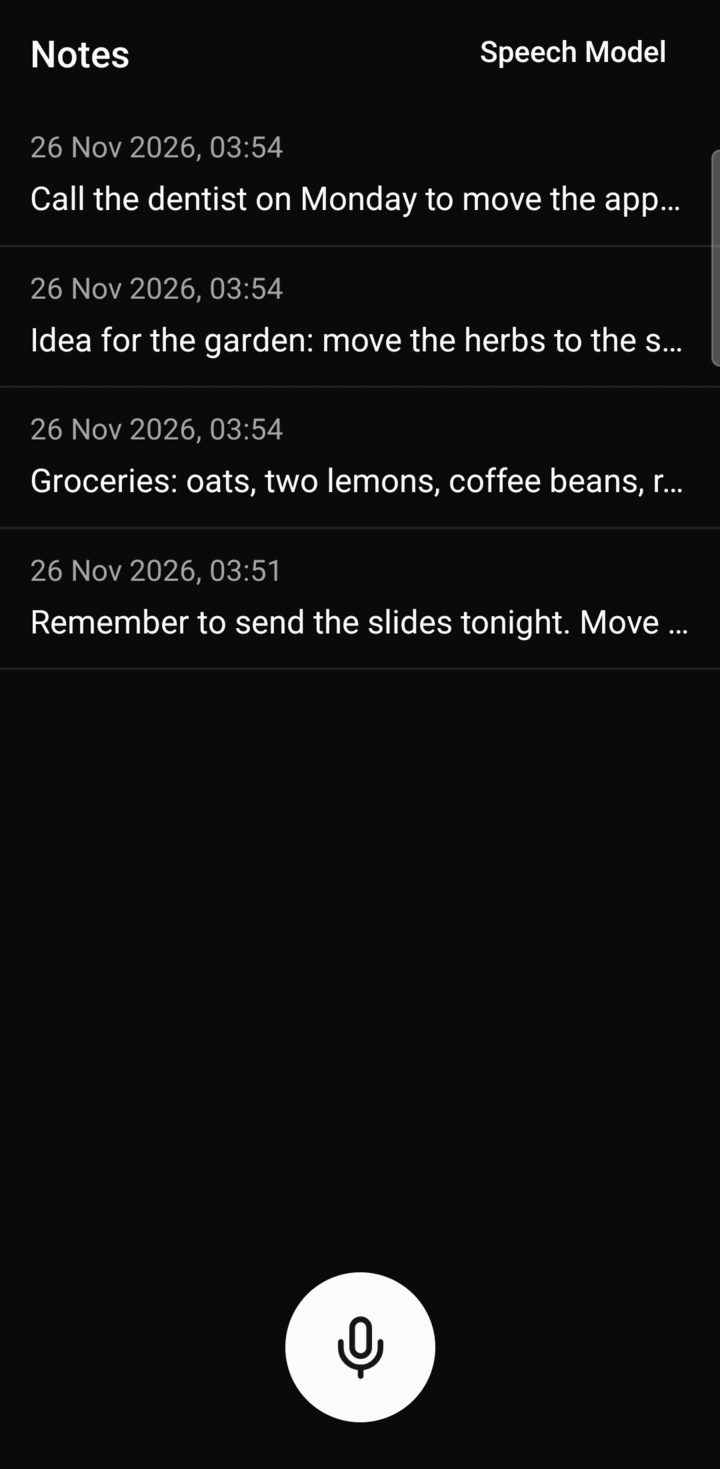 Notes
Speech Model
26 Nov 2026, 03:54
Call the dentist on Monday to move the app...
26 Nov 2026, 03:54
Idea for the garden: move the herbs to the s...
26 Nov 2026, 03:54
Groceries: oats, two lemons, coffee beans, r...
26 Nov 2026, 03:51
Remember to send the slides tonight. Move ...